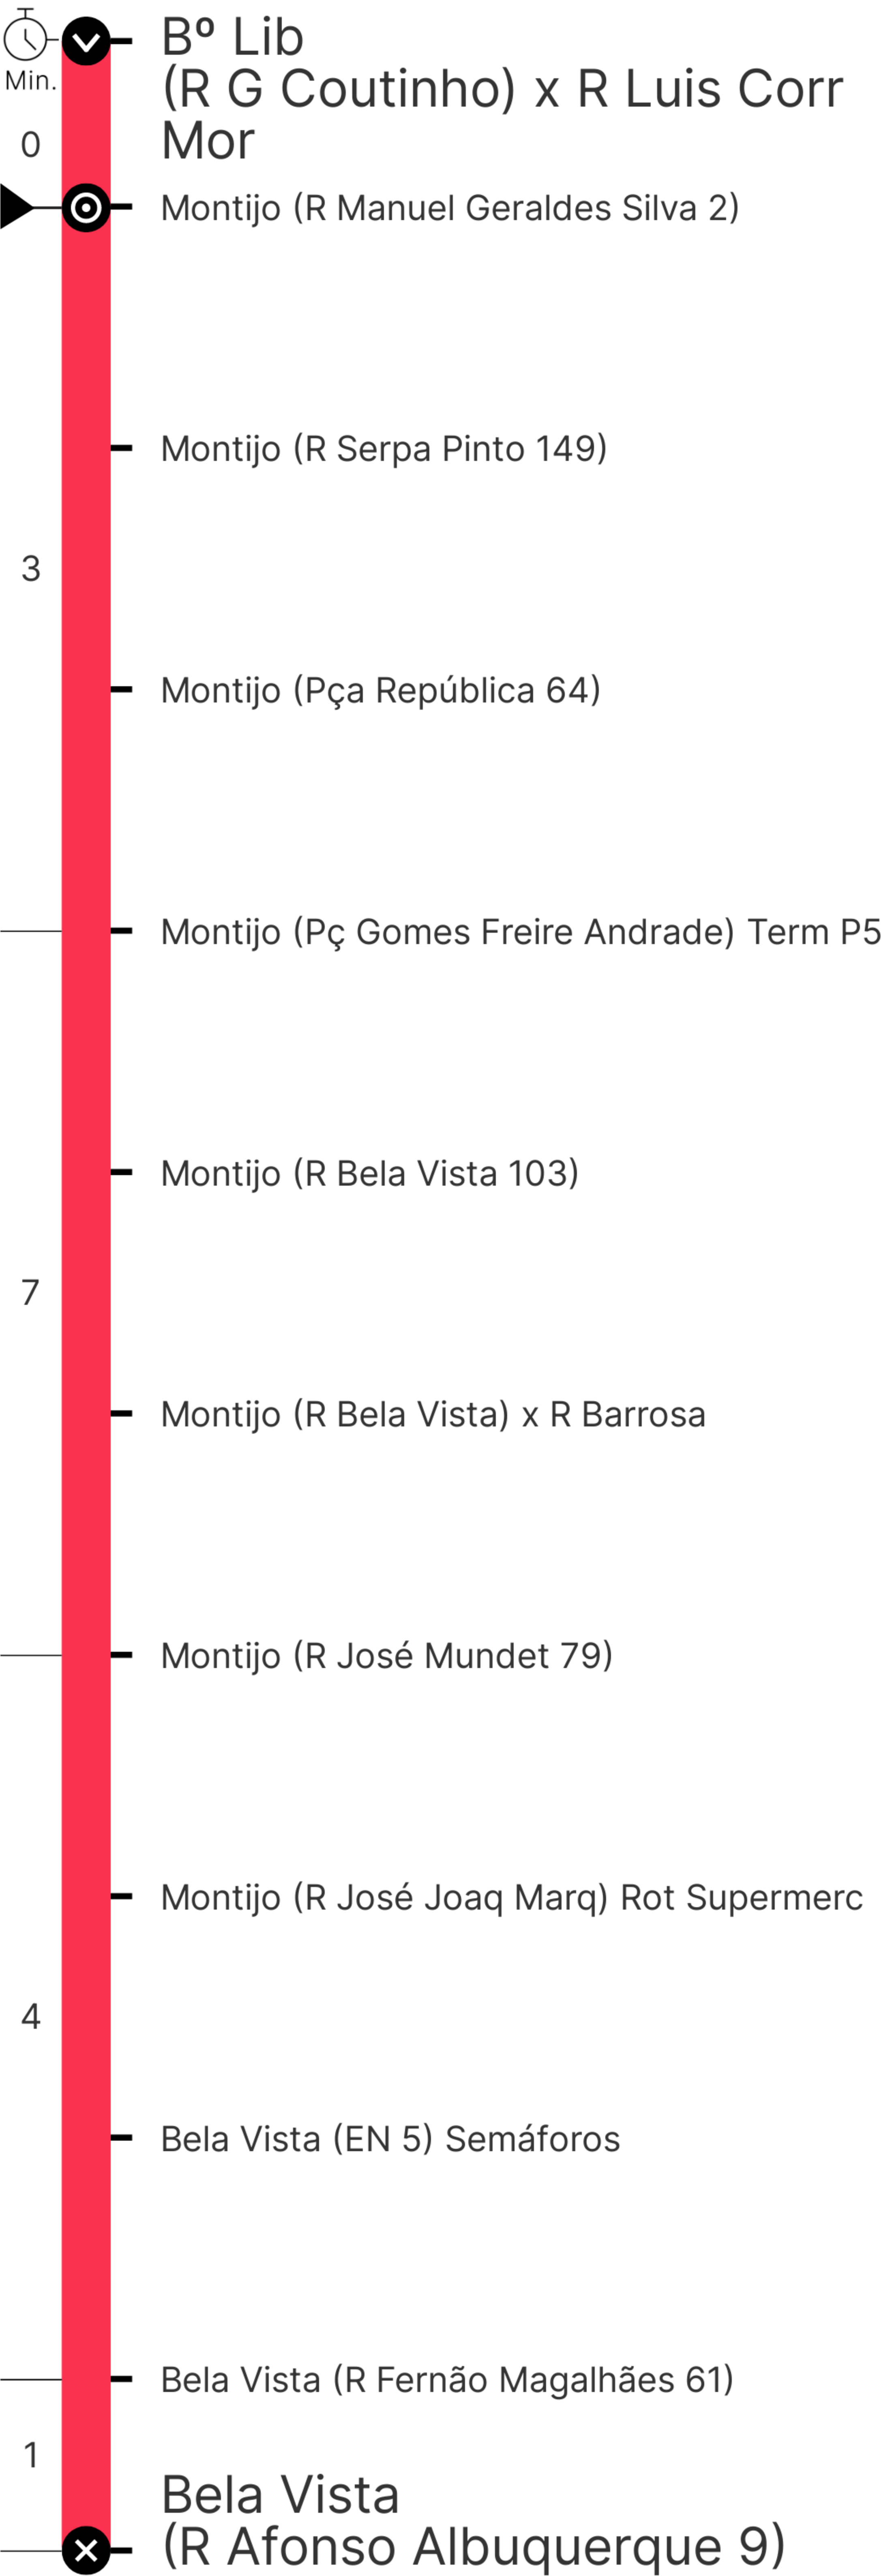 Bº Lib
(R G Coutinho) x R Luis Corr
Mor
Min.
0
Montijo (R Manuel Geraldes Silva 2)
Montijo (R Serpa Pinto 149)
3
Montijo (Pça República 64)
Montijo (Pç Gomes Freire Andrade) Term P5
Montijo (R Bela Vista 103)
7
Montijo (R Bela Vista) x R Barrosa
Montijo (R José Mundet 79)
Montijo (R José Joaq Marq) Rot Supermerc
4
Bela Vista (EN 5) Semáforos
Bela Vista (R Fernão Magalhães 61)
1
Bela Vista
(R Afonso Albuquerque 9)